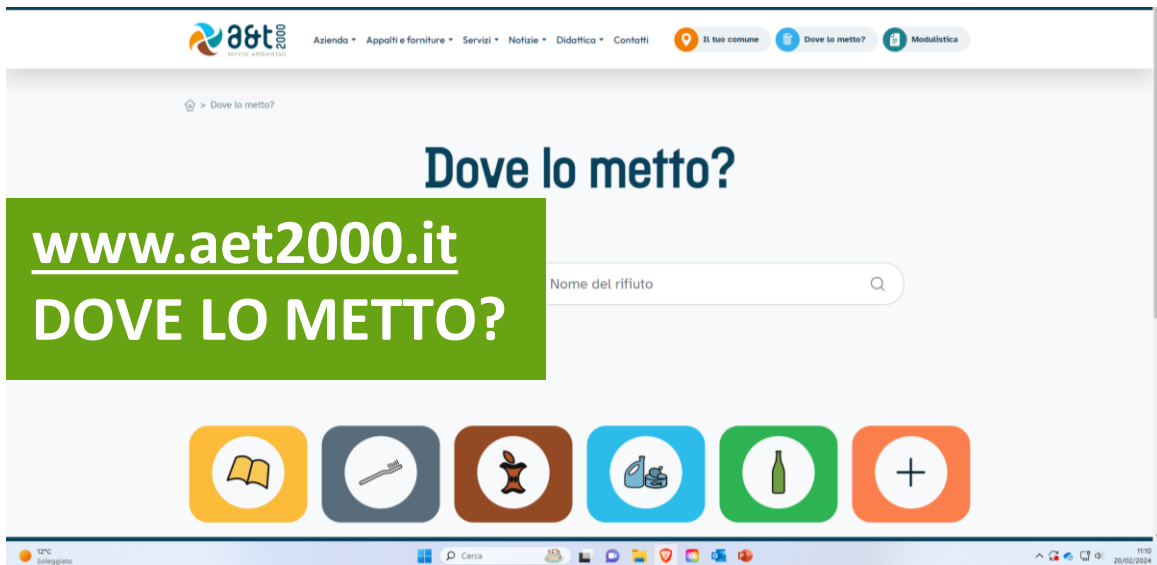 a&t2000
servizi ambientali
Azienda
Appalti e forniture
Servizi
Notizie
Didattica
Contatti
Il tuo comune
Dove lo metto?
Modulistica
> Dove lo metto?
Dove lo metto?
www.aet2000.it
DOVE LO METTO?
Nome del rifiuto
12°C
Soleggiato
Cerca
11:10
20/02/2024